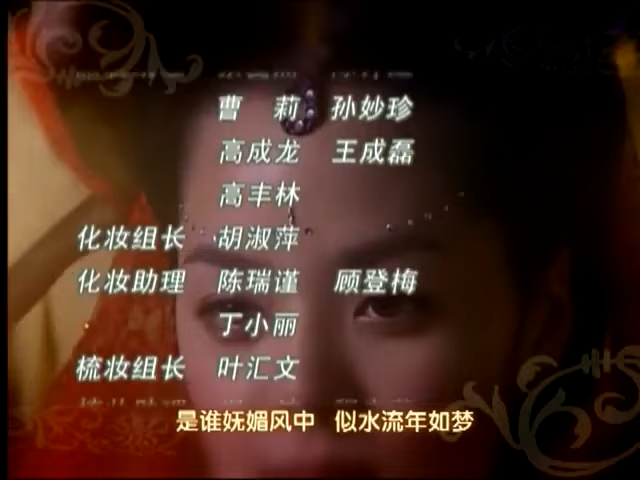 曹 莉 孙妙珍
高成龙 王成磊
高丰林
化妆组长 胡淑萍
化妆助理 陈瑞谨 顾登梅
丁小丽
梳妆组长 叶汇文
是谁妩媚风中 似水流年如梦